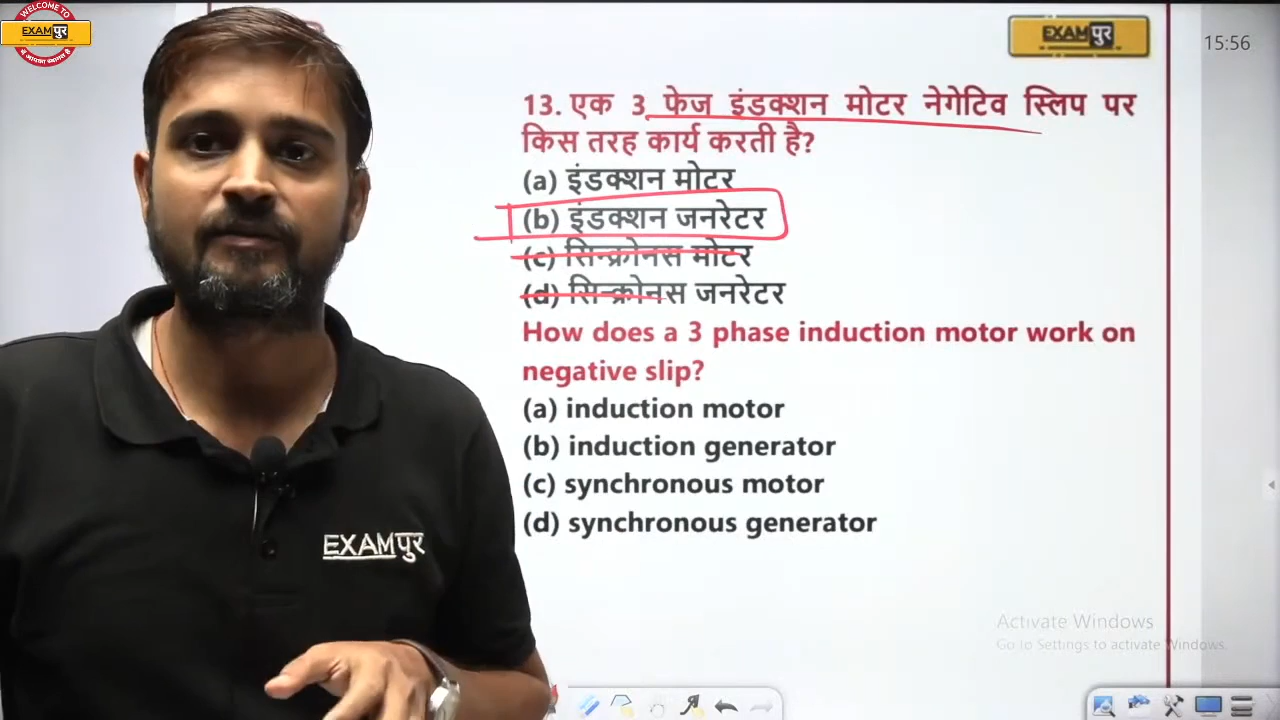 WELCOME TO
EXAMपुर
EXAMपुर
15:56
13. एक 3 फेज इंडक्शन मोटर नेगेटिव स्लिप पर
किस तरह कार्य करती है?
(a) इंडक्शन मोटर
(b) इंडक्शन जनरेटर
(c) सिन्क्रोनस मोटर
(d) सिन्क्रोनस जनरेटर
How does a 3 phase induction motor work on
negative slip?
(a) induction motor
(b) induction generator
(c) synchronous motor
(d) synchronous generator
EXAMपुर
Activate Windows
Go to Settings to activate Windows.